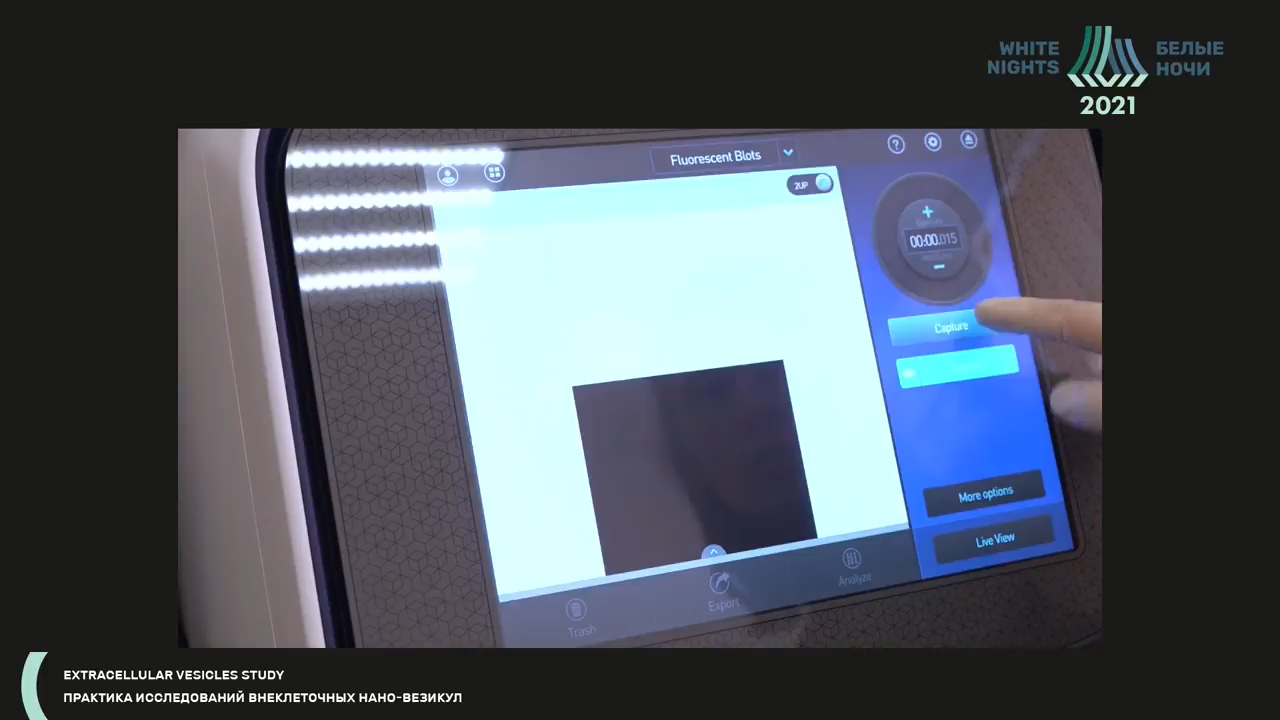 WHITE
NIGHTS
БЕЛЫЕ
НОЧИ
2021
Fluorescent Blots
?
2UP
00:00.015
Capture
More options
Live View
Trash
Export
Analyze
EXTRACELLULAR VESICLES STUDY
ПРАКТИКА ИССЛЕДОВАНИЙ ВНЕКЛЕТОЧНЫХ НАНО-ВЕЗИКУЛ